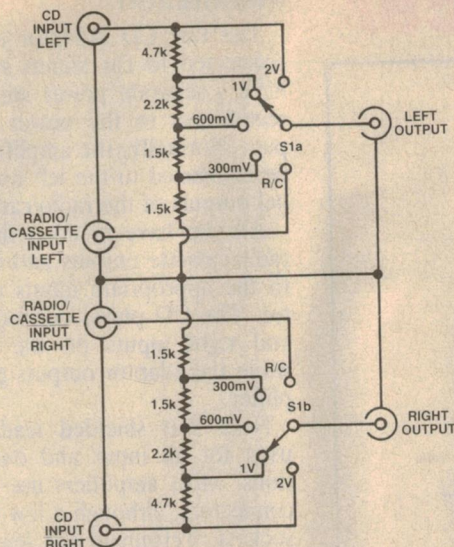 CD
INPUT
LEFT
4.7k
2V
1V
2.2k
600mV
LEFT
OUTPUT
S1a
1.5k
300mV
R/C
1.5k
RADIO/
CASSETTE
INPUT
LEFT
RADIO/
CASSETTE
INPUT
RIGHT
1.5k
R/C
300mV
1.5k
S1b
600mV
RIGHT
OUTPUT
2.2k
1V
2V
4.7k
CD
INPUT
RIGHT